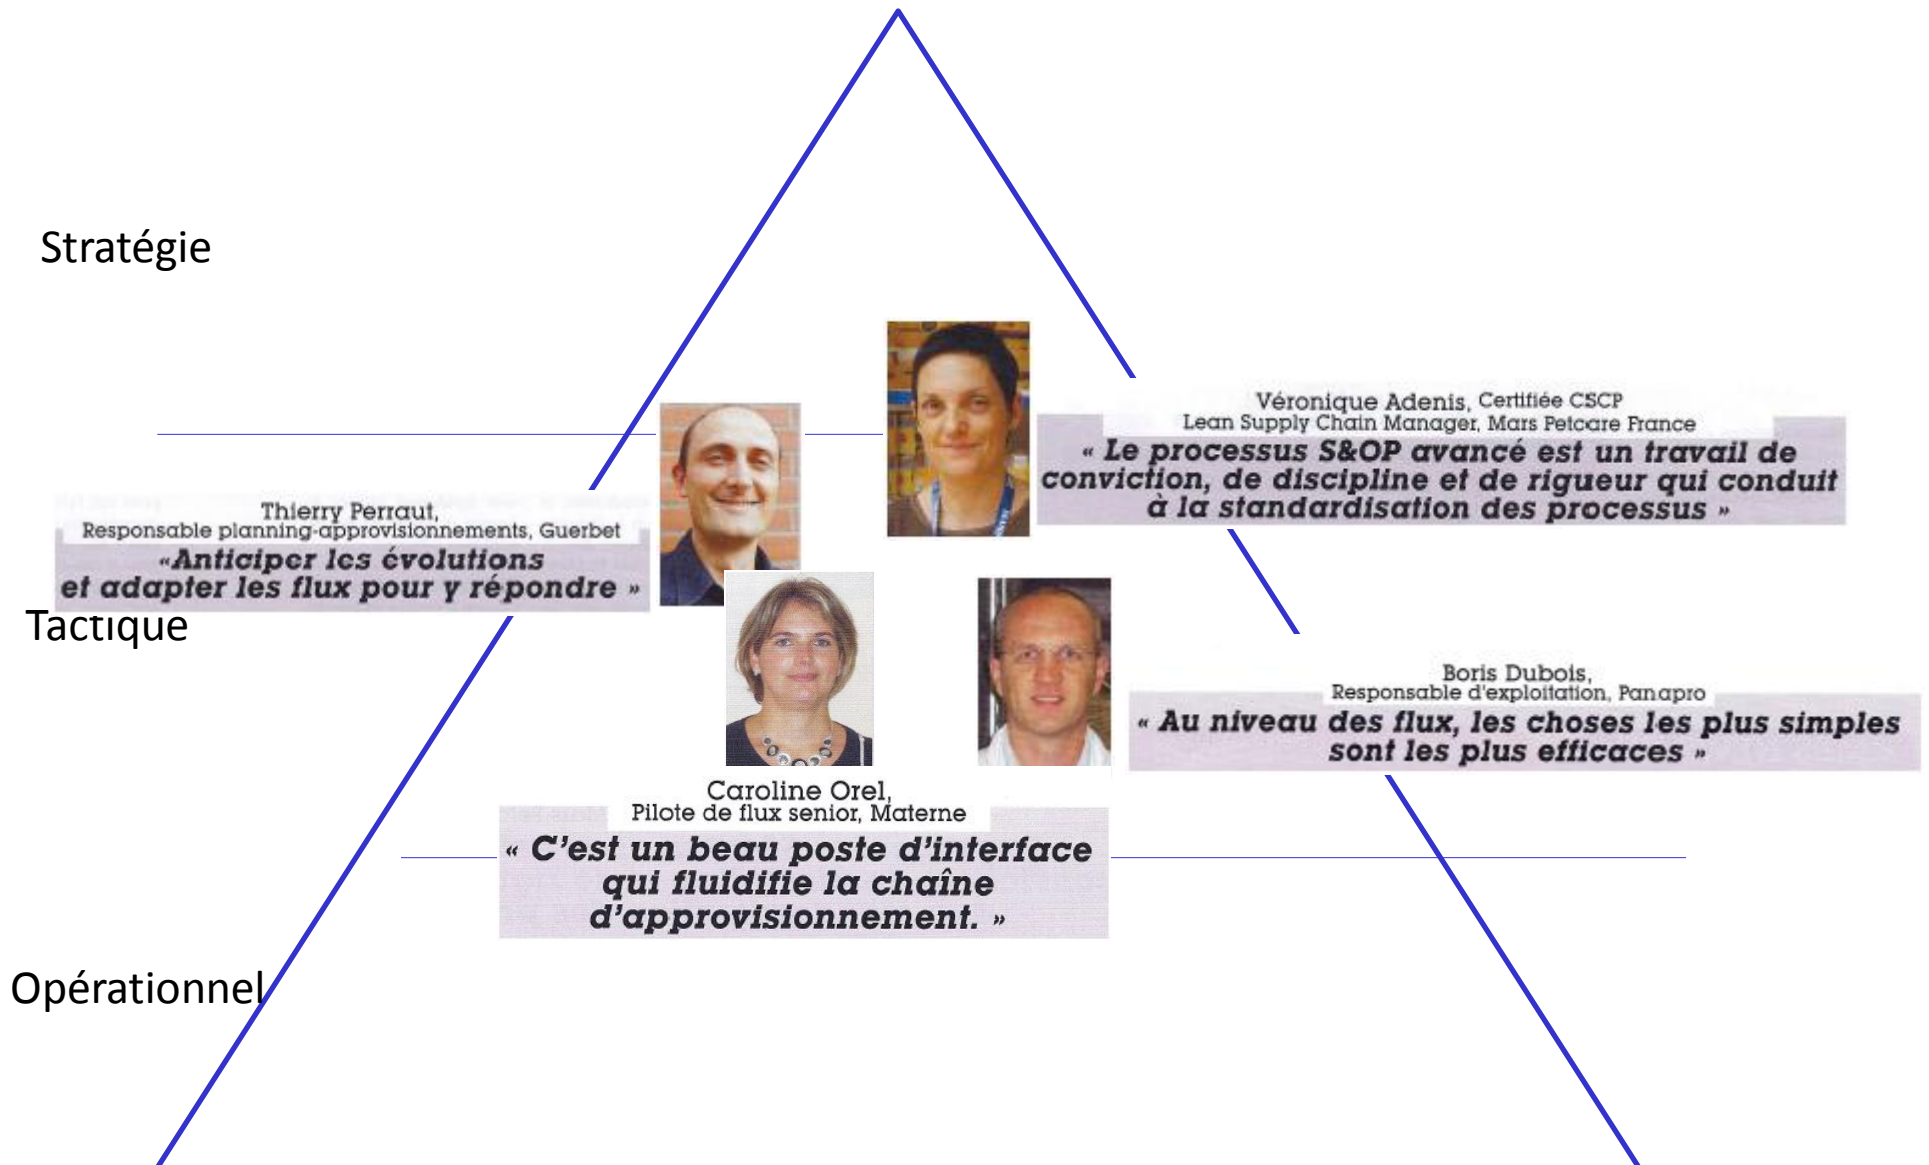 Stratégie
Véronique Adenis, Certifiée CSCP
Lean Supply Chain Manager, Mars Petcare France
« Le processus S&OP avancé est un travail de
conviction, de discipline et de rigueur qui conduit
à la standardisation des processus »
Thierry Perraut,
Responsable planning-approvisionnements, Guerbet
«Anticiper les évolutions
et adapter les flux pour y répondre »
Tactique
Boris Dubois,
Responsable d'exploitation, Panapro
« Au niveau des flux, les choses les plus simples
sont les plus efficaces »
Caroline Orel,
Pilote de flux senior, Materne
« C'est un beau poste d'interface
qui fluidifie la chaîne
d'approvisionnement. »
Opérationnel